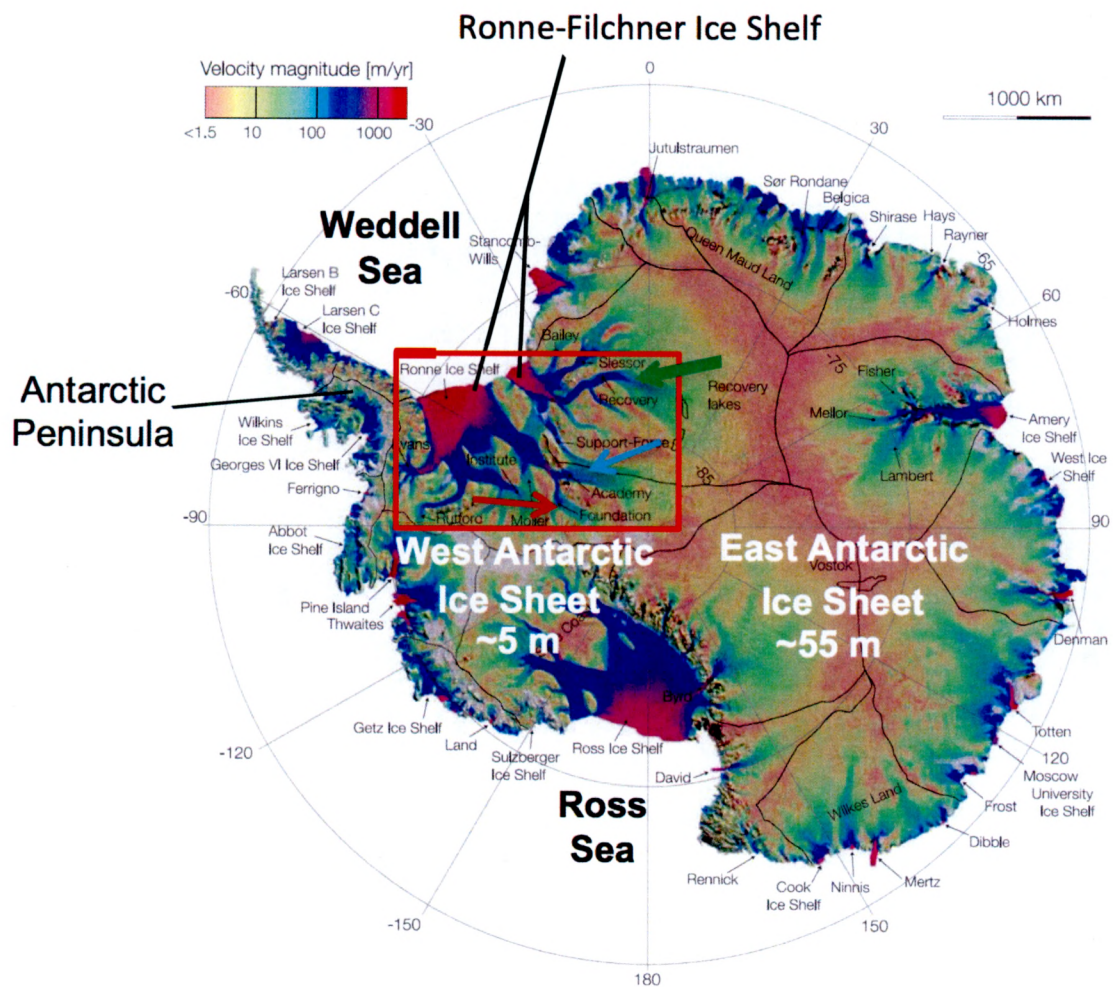 Ronne-Filchner Ice Shelf
Velocity magnitude [m/yr]
<1.5 10 100 1000
1000 km
0
30
60
90
120
150
180
-150
-120
-90
-60
-30
-65
-75
-85
Weddell
Sea
Antarctic
Peninsula
Ross
Sea
West Antarctic
Ice Sheet
~5 m
East Antarctic
Ice Sheet
~55 m
Jutulstraumen
Sør Rondane
Belgica
Shirase
Hays
Rayner
Queen Maud Land
Holmes
Fisher
Mellor
Lambert
Amery
Ice Shelf
West Ice
Shelf
Vostok
Denman
Totten
Moscow
University
Ice Shelf
Frost
Dibble
Wilkes Land
Mertz
Ninnis
Cook
Ice Shelf
Rennick
David
Byrd
Ross Ice Shelf
Sulzberger
Ice Shelf
Land
Getz Ice Shelf
Thwaites
Pine Island
Abbot
Ice Shelf
Ferrigno
Georges VI Ice Shelf
Wilkins
Ice Shelf
Larsen C
Ice Shelf
Larsen B
Ice Shelf
Stancomb-
Wills
Bailey
Slessor
Recovery
Recovery
lakes
Support-Force
Academy
Foundation
Möller
Institute
Rutford
Evans
Ronne Ice Shelf